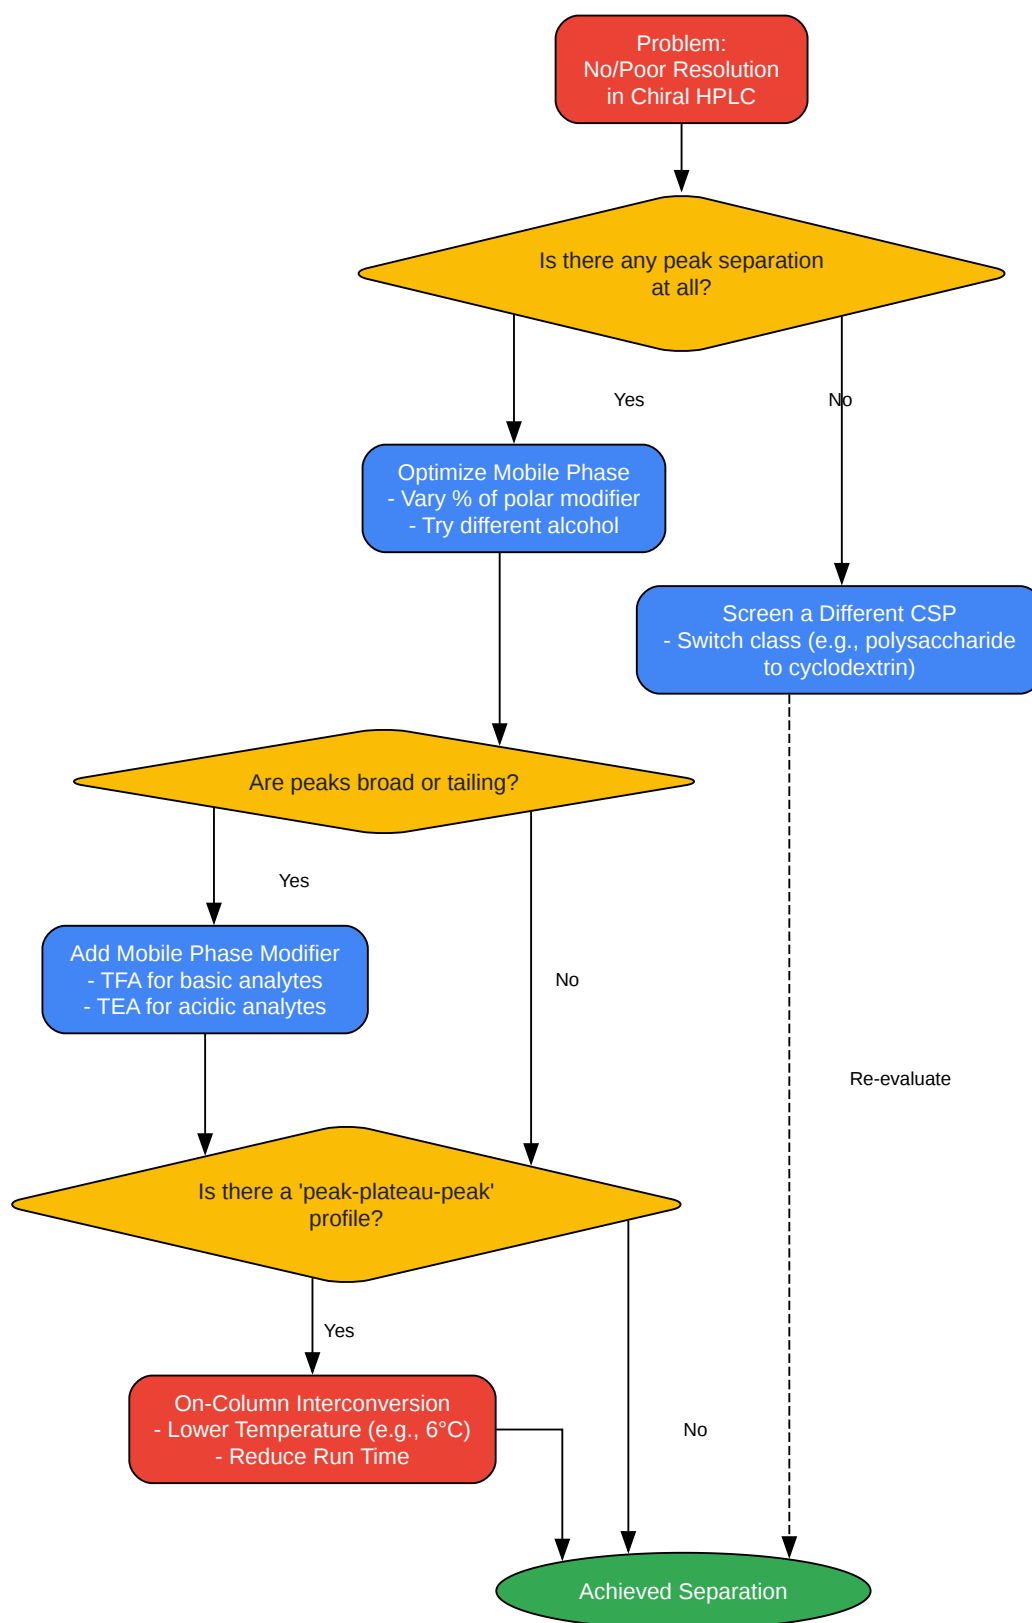 Problem:
No/Poor Resolution
in Chiral HPLC
Is there any peak separation
at all?
Yes
No
Optimize Mobile Phase
- Vary % of polar modifier
- Try different alcohol
Screen a Different CSP
- Switch class (e.g., polysaccharide
to cyclodextrin)
Are peaks broad or tailing?
Yes
Add Mobile Phase Modifier
- TFA for basic analytes
- TEA for acidic analytes
No
Re-evaluate
Is there a 'peak-plateau-peak'
profile?
Yes
On-Column Interconversion
- Lower Temperature (e.g., 6°C)
- Reduce Run Time
No
Achieved Separation